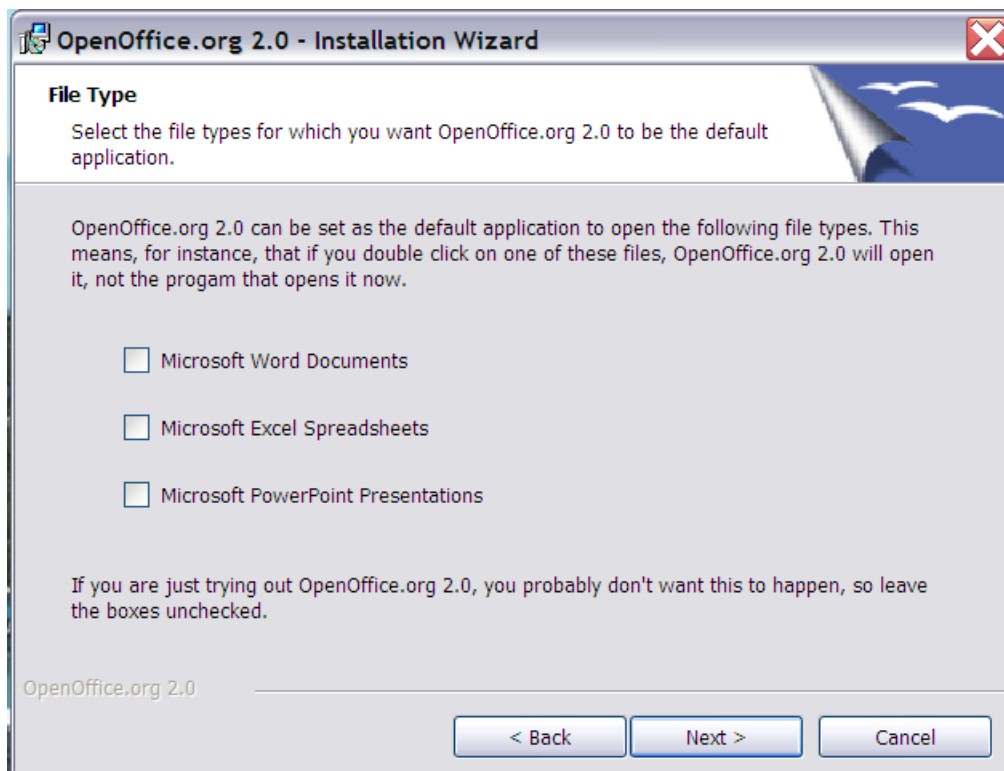 OpenOffice.org 2.0 - Installation Wizard
File Type
Select the file types for which you want OpenOffice.org 2.0 to be the default
application.
OpenOffice.org 2.0 can be set as the default application to open the following file types. This
means, for instance, that if you double click on one of these files, OpenOffice.org 2.0 will open
it, not the progam that opens it now.
Microsoft Word Documents
Microsoft Excel Spreadsheets
Microsoft PowerPoint Presentations
If you are just trying out OpenOffice.org 2.0, you probably don't want this to happen, so leave
the boxes unchecked.
OpenOffice.org 2.0
< Back Next > Cancel